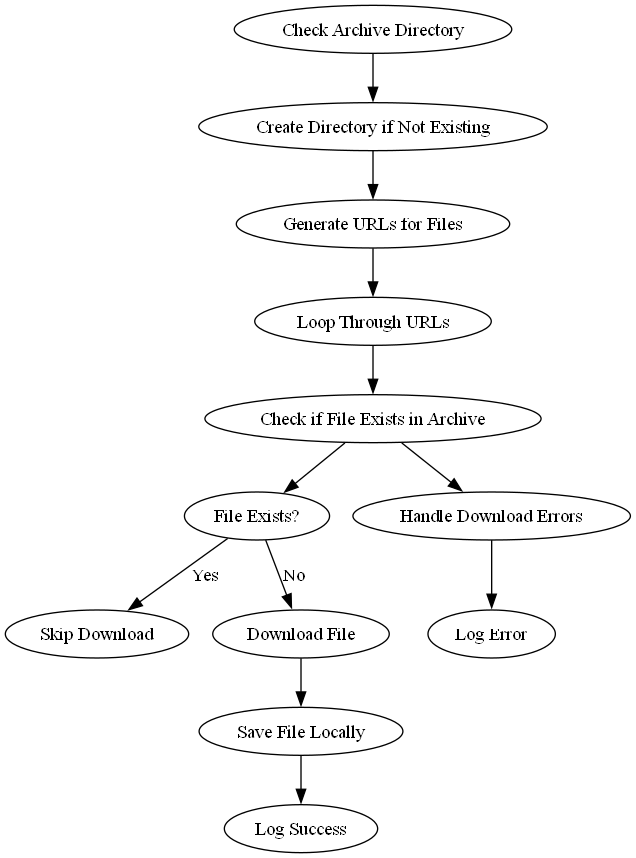 Check Archive Directory
Create Directory if Not Existing
Generate URLs for Files
Loop Through URLs
Check if File Exists in Archive
File Exists?
Handle Download Errors
Yes
No
Skip Download
Download File
Log Error
Save File Locally
Log Success